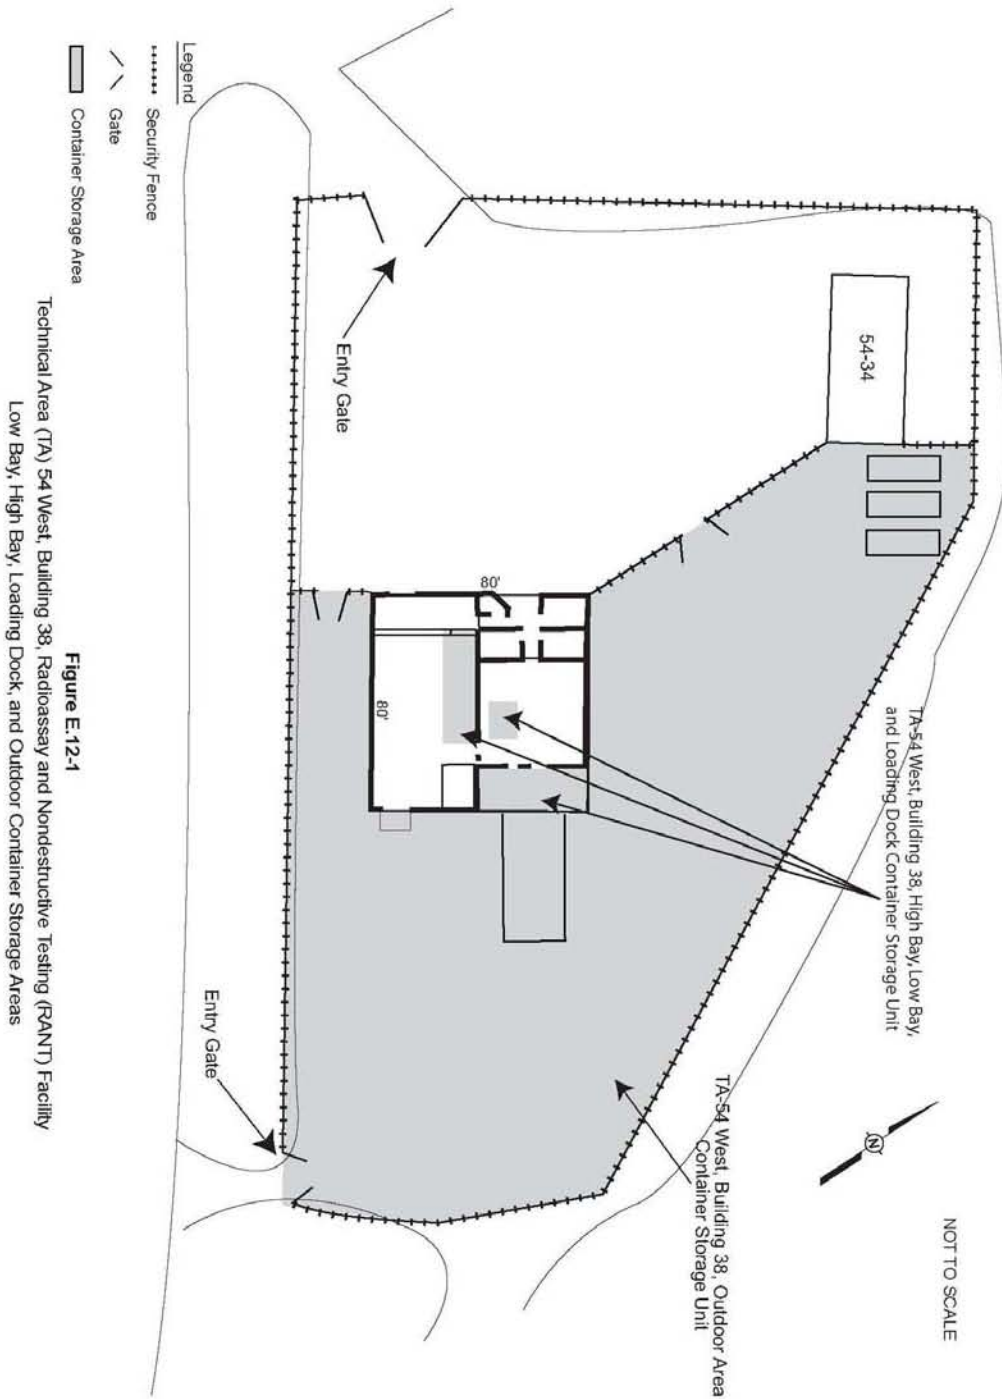 TA-54 West, Building 38, High Bay, Low Bay,
and Loading Dock Container Storage Unit
NOT TO SCALE
N
TA-54 West, Building 38, Outdoor Area
Container Storage Unit
54-34
80'
80'
Entry Gate
Entry Gate
Legend
Security Fence
Gate
Container Storage Area
Figure E.12-1
Technical Area (TA) 54 West, Building 38, Radioassay and Nondestructive Testing (RANT) Facility
Low Bay, High Bay, Loading Dock, and Outdoor Container Storage Areas